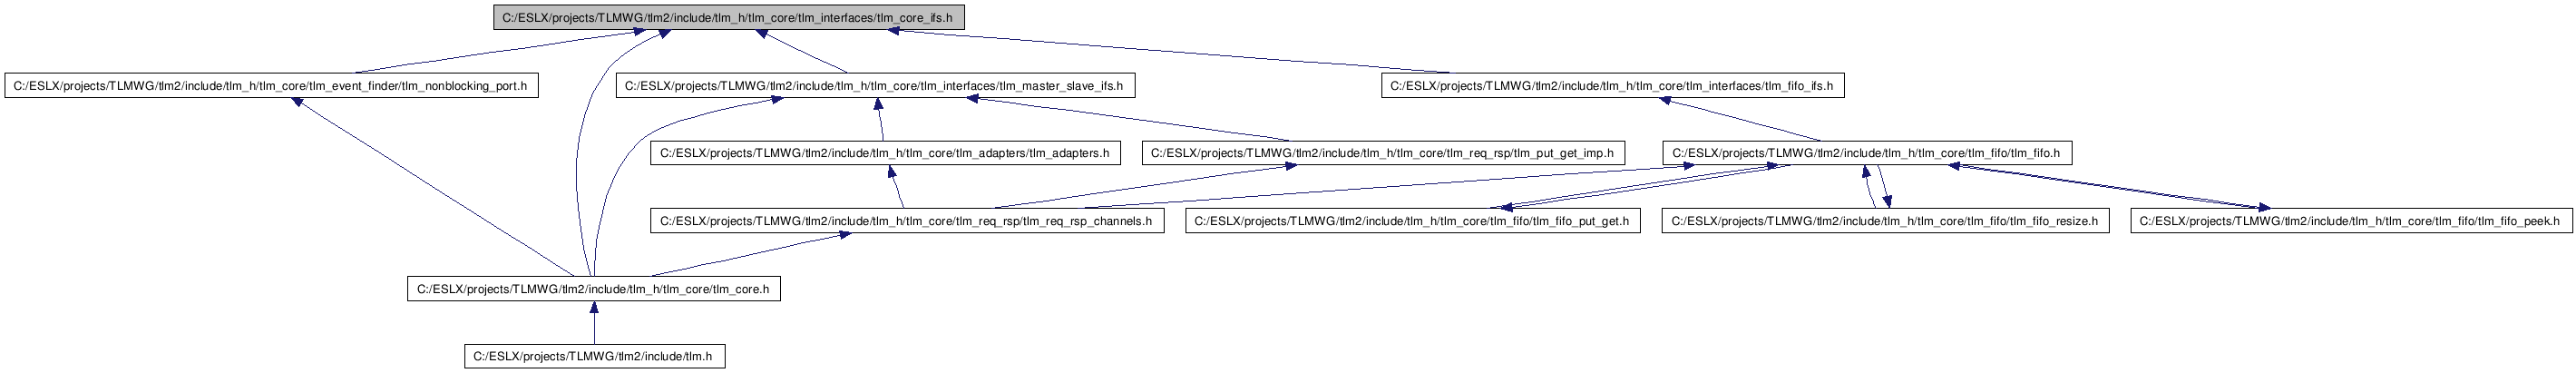 C:/ESLX/projects/TLMWG/tlm2/include/tlm_h/tlm_core/tlm_interfaces/tlm_core_ifs.h
C:/ESLX/projects/TLMWG/tlm2/include/tlm_h/tlm_core/tlm_event_finder/tlm_nonblocking_port.h
C:/ESLX/projects/TLMWG/tlm2/include/tlm_h/tlm_core/tlm_interfaces/tlm_master_slave_ifs.h
C:/ESLX/projects/TLMWG/tlm2/include/tlm_h/tlm_core/tlm_interfaces/tlm_fifo_ifs.h
C:/ESLX/projects/TLMWG/tlm2/include/tlm_h/tlm_core/tlm_adapters/tlm_adapters.h
C:/ESLX/projects/TLMWG/tlm2/include/tlm_h/tlm_core/tlm_req_rsp/tlm_put_get_imp.h
C:/ESLX/projects/TLMWG/tlm2/include/tlm_h/tlm_core/tlm_fifo/tlm_fifo.h
C:/ESLX/projects/TLMWG/tlm2/include/tlm_h/tlm_core/tlm_req_rsp/tlm_req_rsp_channels.h
C:/ESLX/projects/TLMWG/tlm2/include/tlm_h/tlm_core/tlm_fifo/tlm_fifo_put_get.h
C:/ESLX/projects/TLMWG/tlm2/include/tlm_h/tlm_core/tlm_fifo/tlm_fifo_resize.h
C:/ESLX/projects/TLMWG/tlm2/include/tlm_h/tlm_core/tlm_fifo/tlm_fifo_peek.h
C:/ESLX/projects/TLMWG/tlm2/include/tlm_h/tlm_core/tlm_core.h
C:/ESLX/projects/TLMWG/tlm2/include/tlm.h